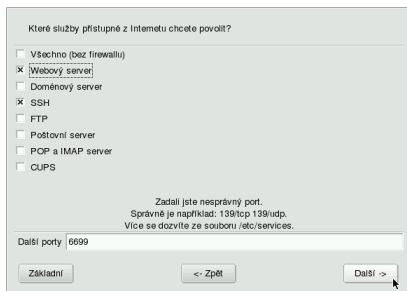 Které služby přístupné z Internetu chcete povolit?
Všechno (bez firewallu)
Webový server
Doménový server
SSH
FTP
Poštovní server
POP a IMAP server
CUPS
Zadali jste nesprávný port.
Správně je například: 139/tcp 139/udp.
Více se dozvíte ze souboru /etc/services.
Další porty 6699
Základní <- Zpět Další ->